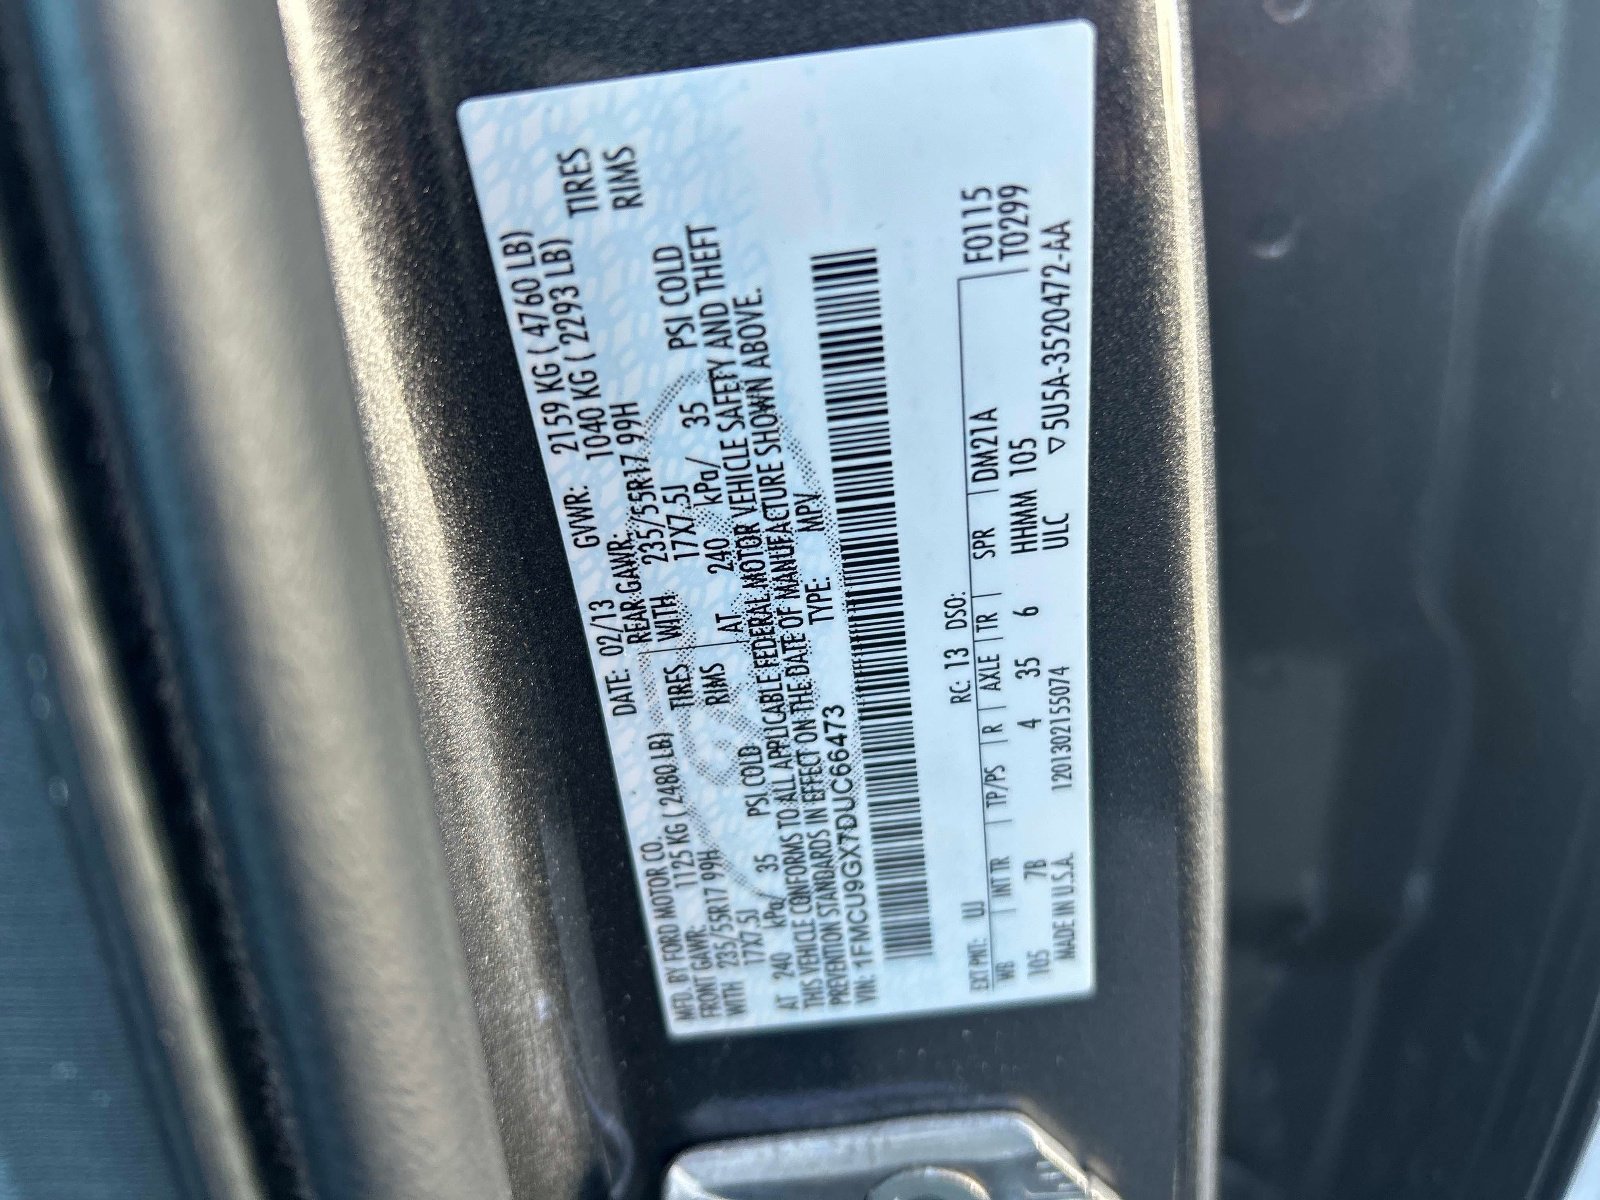 MFD. BY FORD MOTOR CO. DATE: 02/13 GVWR: 2159 KG ( 4760 LB)
FRONT GAWR: 1125 KG ( 2480 LB) REAR GAWR: 1040 KG ( 2293 LB)
WITH 235/55R17 99H TIRES WITH 235/55R17 99H TIRES
17X7.5J RIMS 17X7.5J RIMS
AT 240 kPa/ 35 PSI COLD AT 240 kPa/ 35 PSI COLD
THIS VEHICLE CONFORMS TO ALL APPLICABLE FEDERAL MOTOR VEHICLE SAFETY AND THEFT
PREVENTION STANDARDS IN EFFECT ON THE DATE OF MANUFACTURE SHOWN ABOVE.
VIN: 1FMCU9GX7DUC66473 TYPE: MPV
EXT PNT: UJ RC: 13 DSO: F0115
WB INT TR TP/PS R AXLE TR SPR DM21A T0299
105 7B 4 35 6 HHMM 105
MADE IN U.S.A. 1201302155074 ULC ▽5U5A-3520472-AA